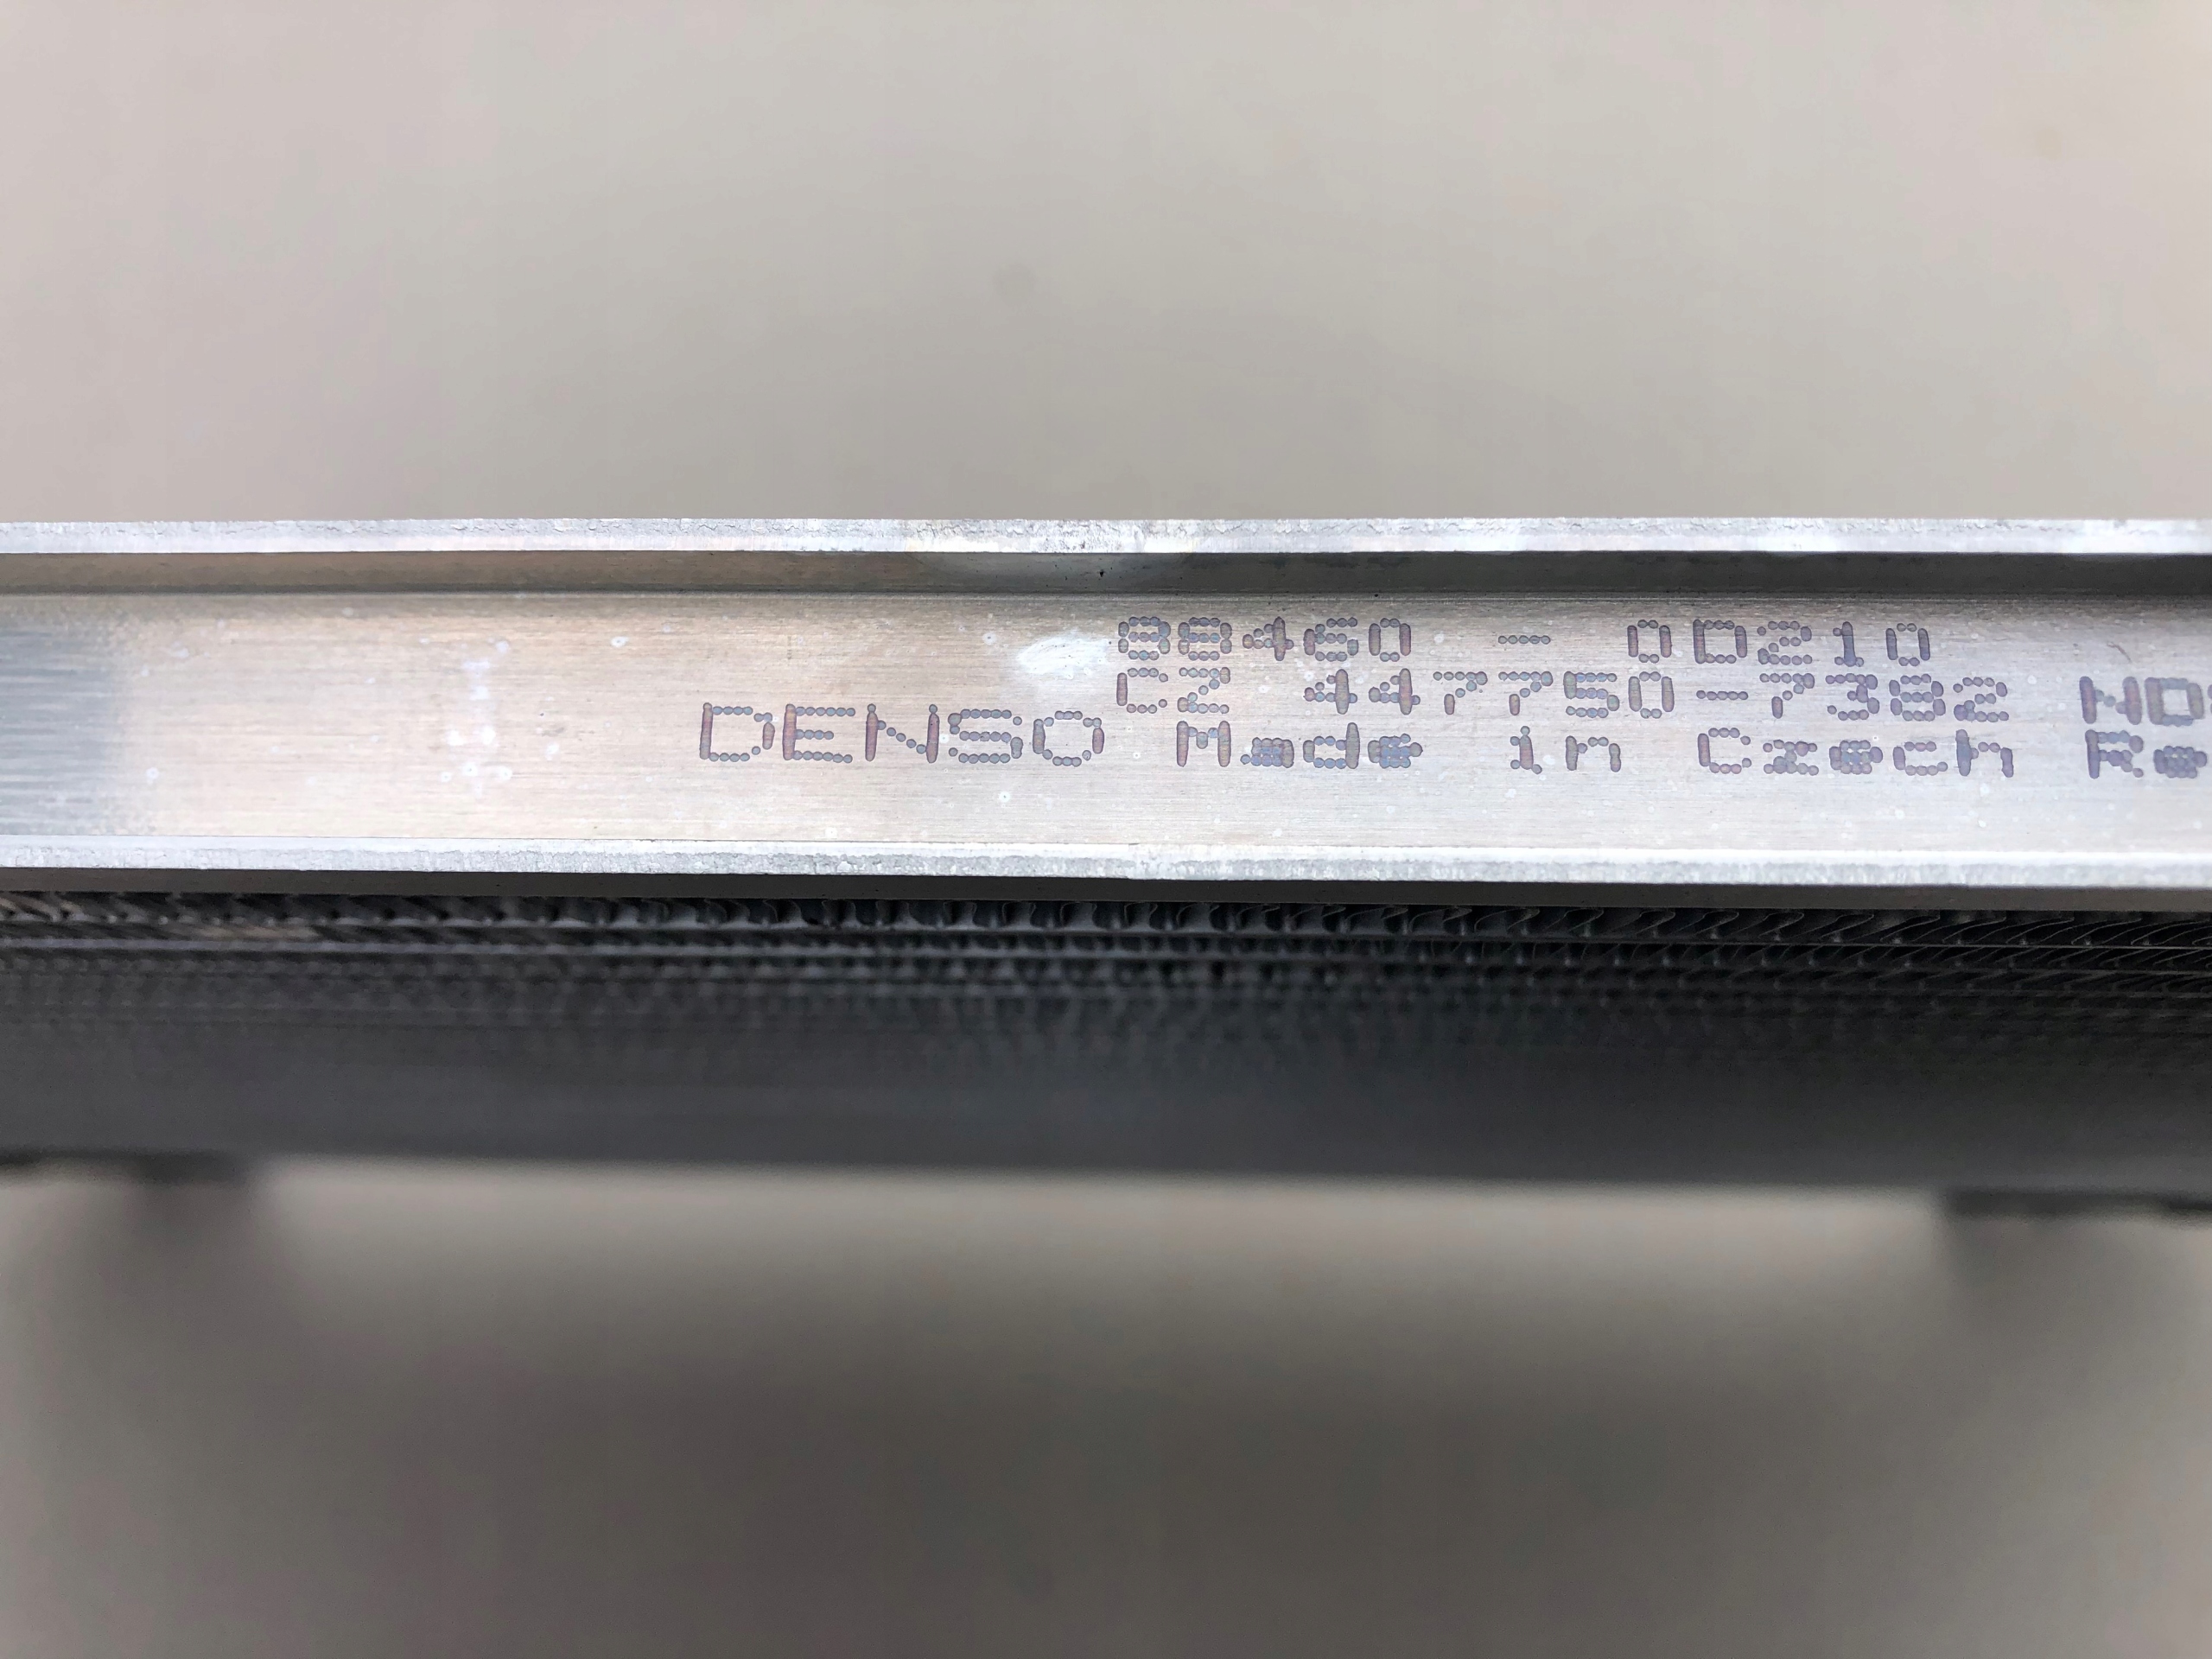 88460 - 0D210
CZ 447750-7382
DENSO Made in Czech